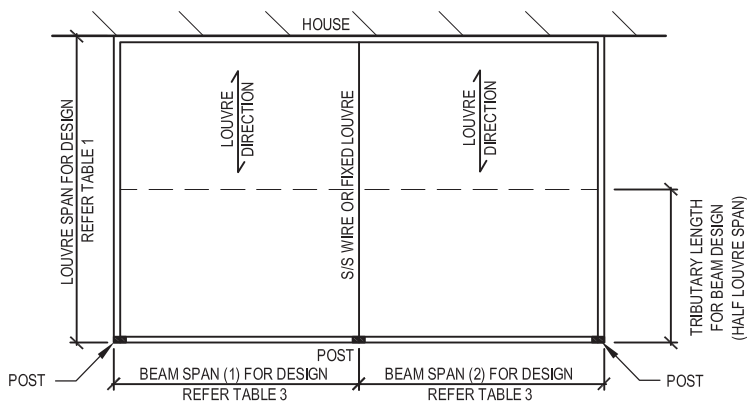 HOUSE
LOUVRE SPAN FOR DESIGN
REFER TABLE 1
LOUVRE
DIRECTION
S/S WIRE OR FIXED LOUVRE
LOUVRE
DIRECTION
TRIBUTARY LENGTH
FOR BEAM DESIGN
(HALF LOUVRE SPAN)
POST
POST
BEAM SPAN (1) FOR DESIGN
REFER TABLE 3
BEAM SPAN (2) FOR DESIGN
REFER TABLE 3
POST